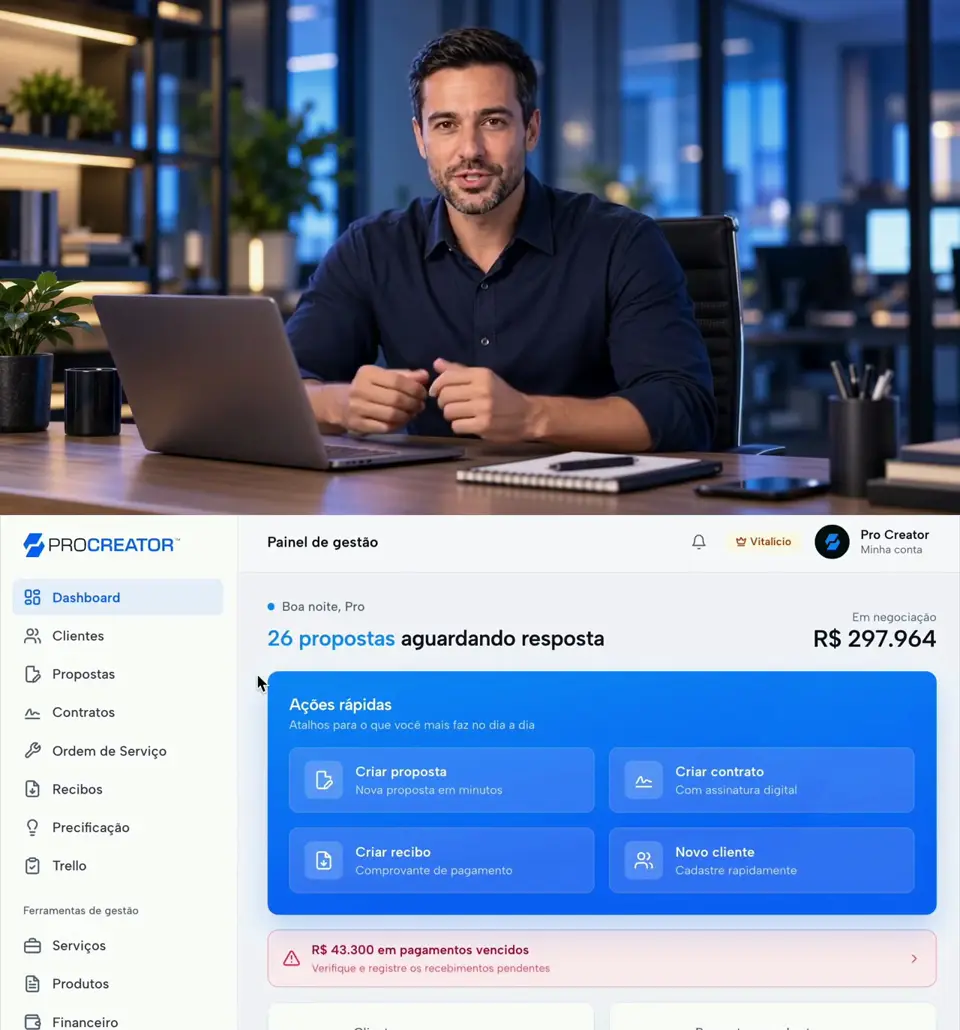 PROCREATOR™
Dashboard
Clientes
Propostas
Contratos
Ordem de Serviço
Recibos
Precificação
Trello
Ferramentas de gestão
Serviços
Produtos
Financeiro
Painel de gestão
Vitalício
Pro Creator
Minha conta
Boa noite, Pro
26 propostas aguardando resposta
Em negociação
R$ 297.964
Ações rápidas
Atalhos para o que você mais faz no dia a dia
Criar proposta
Nova proposta em minutos
Criar contrato
Com assinatura digital
Criar recibo
Comprovante de pagamento
Novo cliente
Cadastre rapidamente
R$ 43.300 em pagamentos vencidos
Verifique e registre os recebimentos pendentes